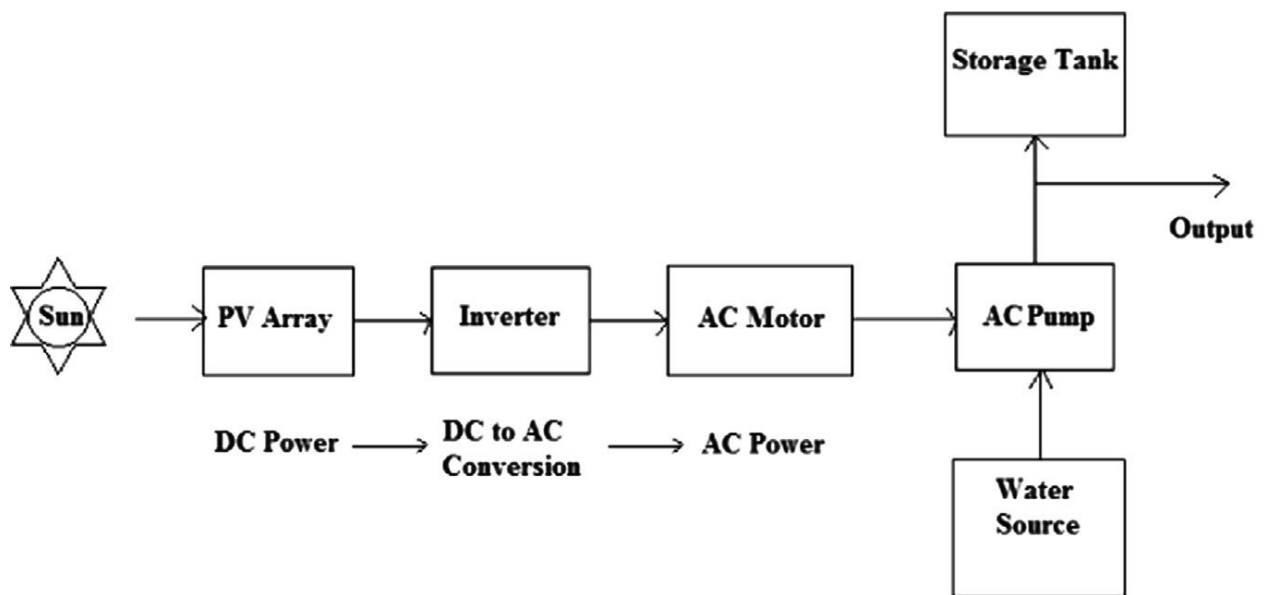 Storage Tank
Output
Sun
PV Array
Inverter
AC Motor
AC Pump
DC Power
DC to AC
Conversion
AC Power
Water
Source